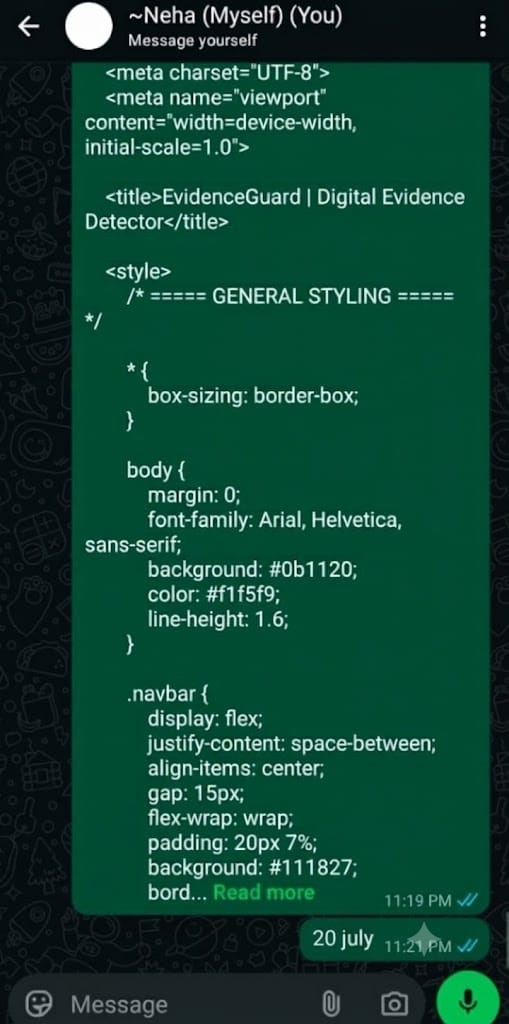 ~Neha (Myself) (You)
Message yourself
<meta charset="UTF-8">
<meta name="viewport"
content="width=device-width,
initial-scale=1.0">
<title>EvidenceGuard | Digital Evidence
Detector</title>
<style>
/* ===== GENERAL STYLING =====
*/
* {
box-sizing: border-box;
}
body {
margin: 0;
font-family: Arial, Helvetica,
sans-serif;
background: #0b1120;
color: #f1f5f9;
line-height: 1.6;
}
.navbar {
display: flex;
justify-content: space-between;
align-items: center;
gap: 15px;
flex-wrap: wrap;
padding: 20px 7%;
background: #111827;
bord... Read more
11:19 PM
20 july 11:21 PM
Message